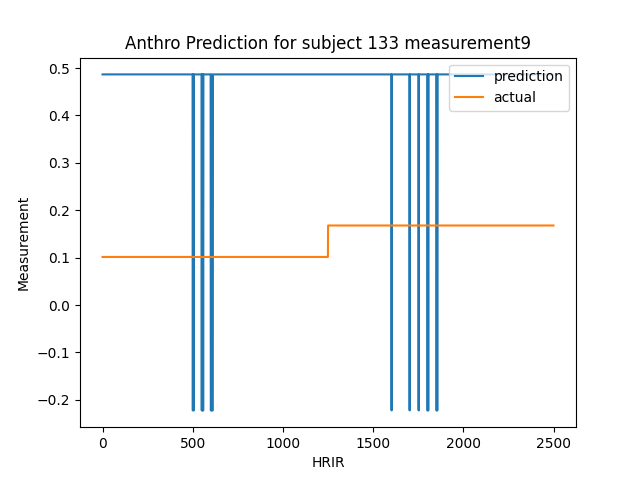 Anthro Prediction for subject 133 measurement9
prediction
actual
Measurement
0.5
0.4
0.3
0.2
0.1
0.0
−0.1
−0.2
0
500
1000
1500
2000
2500
HRIR